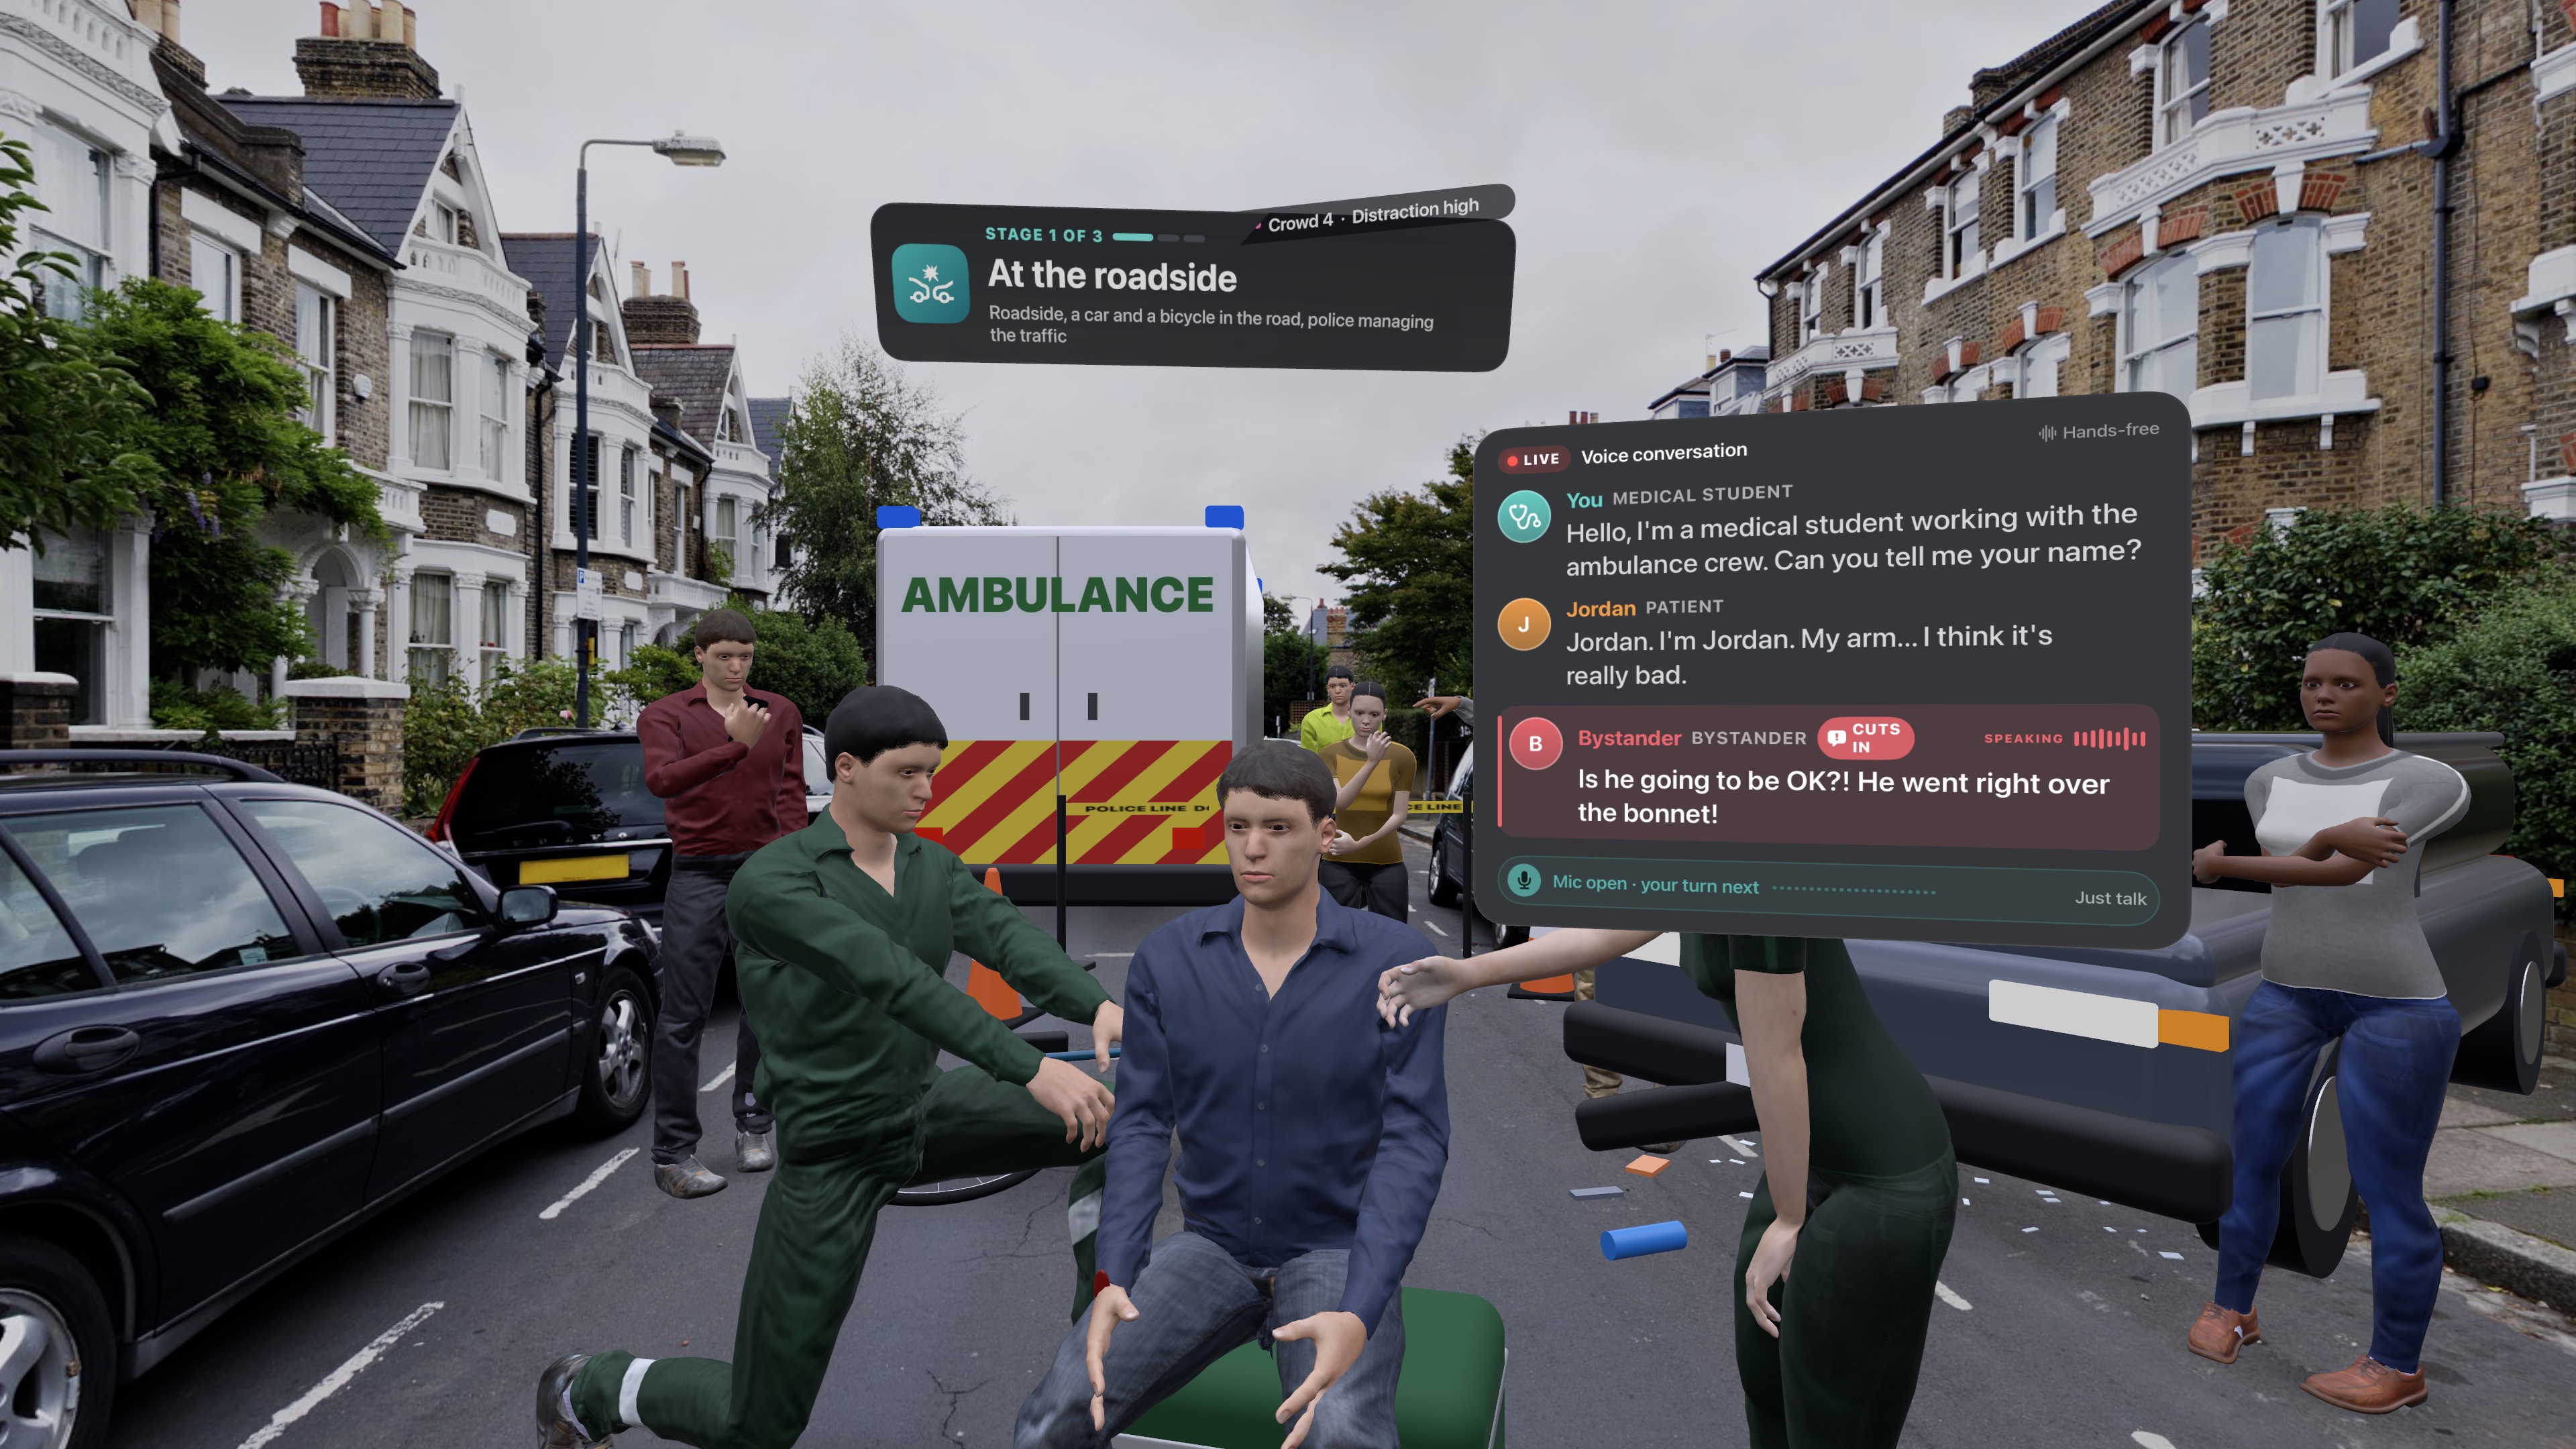 Crowd 4 · Distraction high
STAGE 1 OF 3
At the roadside
Roadside, a car and a bicycle in the road, police managing
the traffic
LIVE Voice conversation
Hands-free
You MEDICAL STUDENT
Hello, I'm a medical student working with the
ambulance crew. Can you tell me your name?
J
Jordan PATIENT
Jordan. I'm Jordan. My arm... I think it's
really bad.
B
Bystander BYSTANDER
CUTS
IN
SPEAKING
Is he going to be OK?! He went right over
the bonnet!
Mic open · your turn next
Just talk
AMBULANCE
POLICE LINE
LINE